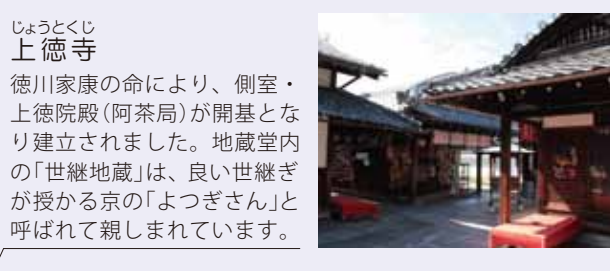 じょうとくじ
上徳寺
徳川家康の命により、側室・
上徳院殿（阿茶局）が開基とな
り建立されました。地蔵堂内
の「世継地蔵」は、良い世継ぎ
が授かる京の「よつぎさん」と
呼ばれて親しまれています。